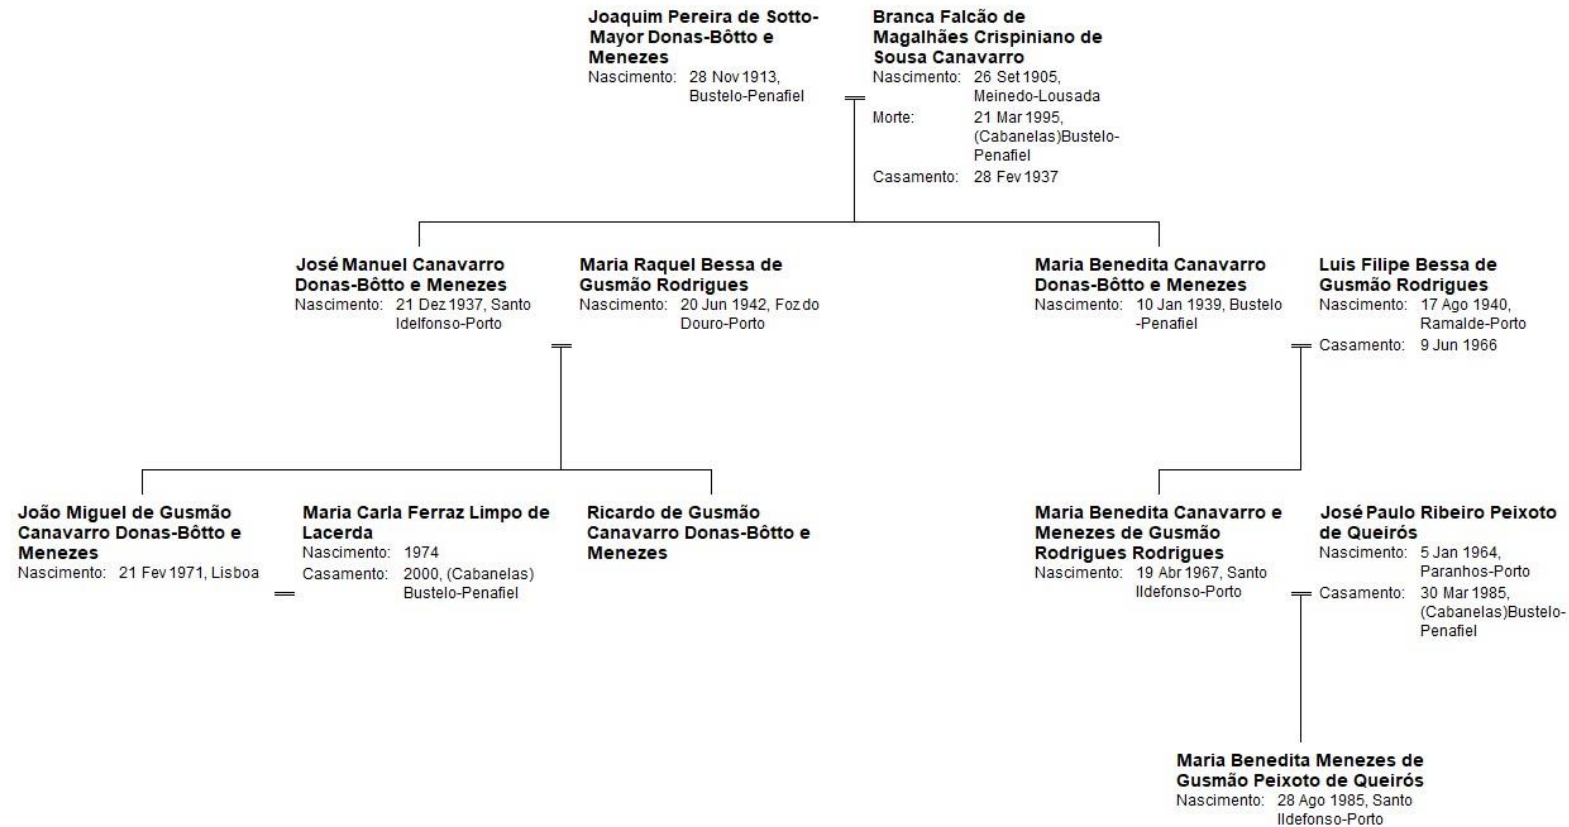 Joaquim Pereira de Sotto-
Mayor Donas-Bôtto e
Menezes
Nascimento: 28 Nov 1913,
Bustelo-Penafiel
Branca Falcão de
Magalhães Crispiniano de
Sousa Canavarro
Nascimento: 26 Set 1905,
Meinedo-Lousada
Morte: 21 Mar 1995,
(Cabanelas)Bustelo-
Penafiel
Casamento: 28 Fev 1937
José Manuel Canavarro
Donas-Bôtto e Menezes
Nascimento: 21 Dez 1937, Santo
Idelfonso-Porto
Maria Raquel Bessa de
Gusmão Rodrigues
Nascimento: 20 Jun 1942, Foz do
Douro-Porto
Maria Benedita Canavarro
Donas-Bôtto e Menezes
Nascimento: 10 Jan 1939, Bustelo
-Penafiel
Luis Filipe Bessa de
Gusmão Rodrigues
Nascimento: 17 Ago 1940,
Ramalde-Porto
Casamento: 9 Jun 1966
João Miguel de Gusmão
Canavarro Donas-Bôtto e
Menezes
Nascimento: 21 Fev 1971, Lisboa
Maria Carla Ferraz Limpo de
Lacerda
Nascimento: 1974
Casamento: 2000, (Cabanelas)
Bustelo-Penafiel
Ricardo de Gusmão
Canavarro Donas-Bôtto e
Menezes
Maria Benedita Canavarro e
Menezes de Gusmão
Rodrigues Rodrigues
Nascimento: 19 Abr 1967, Santo
Ildefonso-Porto
José Paulo Ribeiro Peixoto
de Queirós
Nascimento: 5 Jan 1964,
Paranhos-Porto
Casamento: 30 Mar 1985,
(Cabanelas)Bustelo-
Penafiel
Maria Benedita Menezes de
Gusmão Peixoto de Queirós
Nascimento: 28 Ago 1985, Santo
Ildefonso-Porto